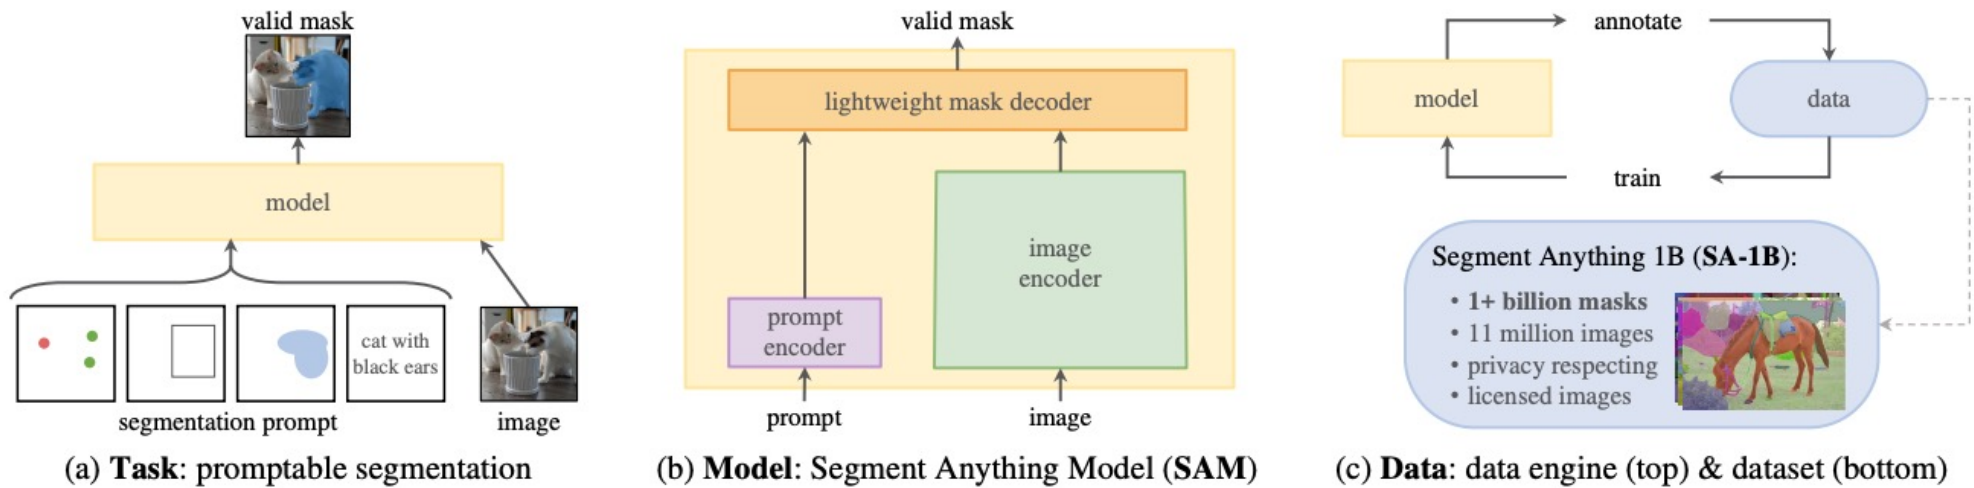 valid mask
model
cat with
black ears
segmentation prompt
image
(a) Task: promptable segmentation
valid mask
lightweight mask decoder
image
encoder
prompt
encoder
prompt
image
(b) Model: Segment Anything Model (SAM)
annotate
model
data
train
Segment Anything 1B (SA-1B):
• 1+ billion masks
• 11 million images
• privacy respecting
• licensed images
(c) Data: data engine (top) & dataset (bottom)